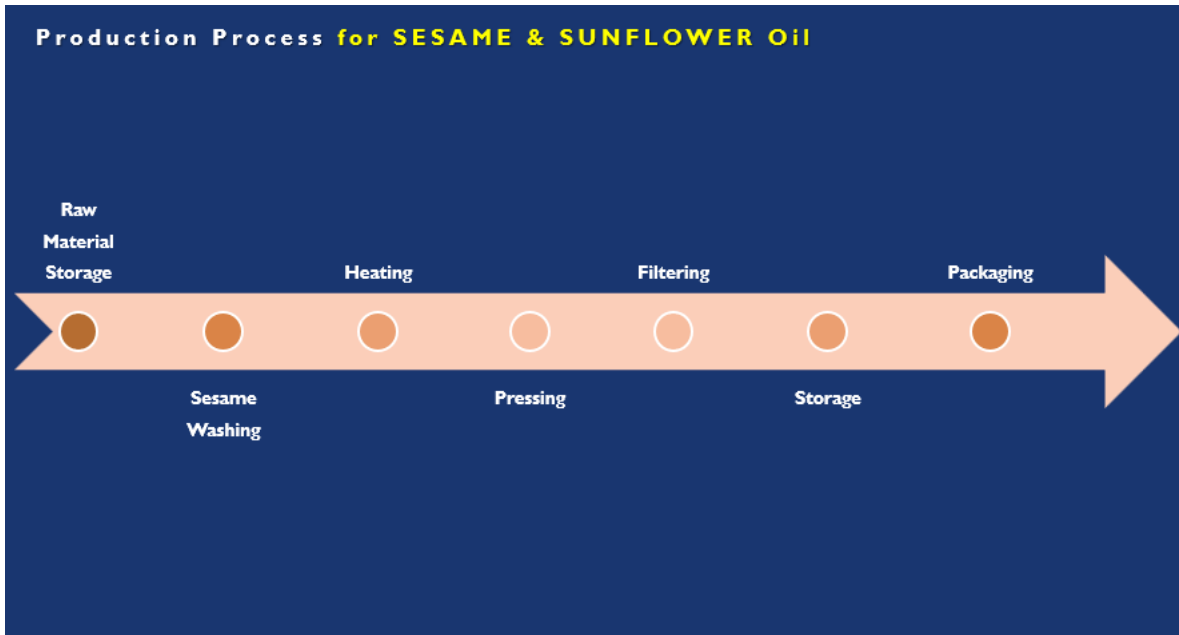 Production Process for SESAME & SUNFLOWER Oil
Raw
Material
Storage
Sesame
Washing
Heating
Pressing
Filtering
Storage
Packaging